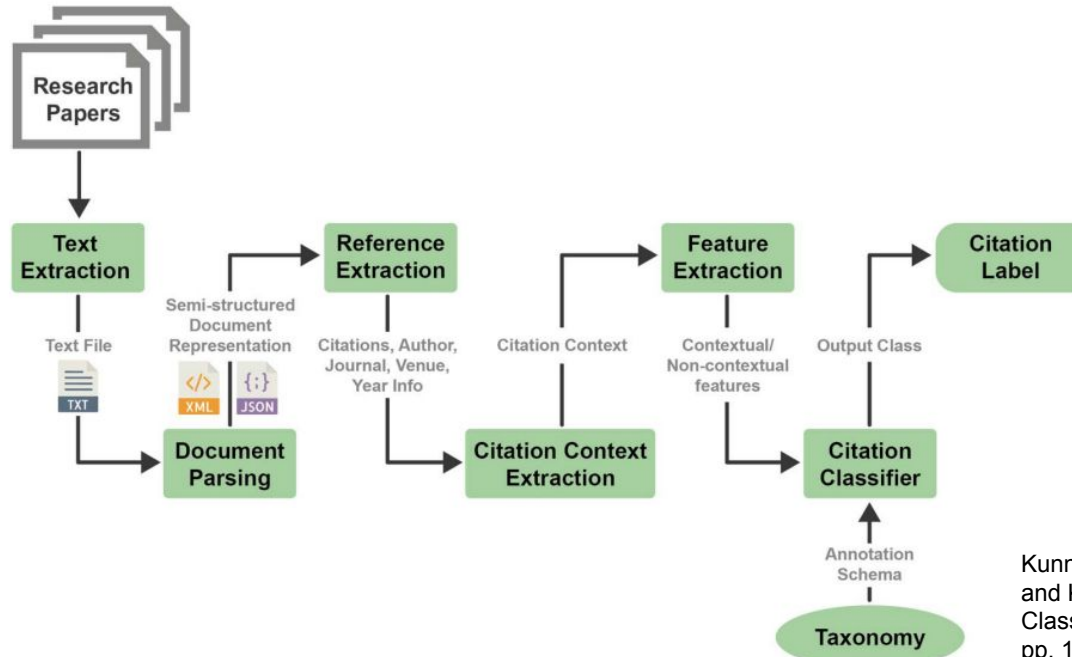 Research
Papers
Text
Extraction
Text File
TXT
Document
Parsing
Semi-structured
Document
Representation
</>
XML
{;}
JSON
Reference
Extraction
Citations, Author,
Journal, Venue,
Year Info
Citation Context
Extraction
Citation Context
Feature
Extraction
Contextual/
Non-contextual
features
Citation
Classifier
Annotation
Schema
Taxonomy
Output Class
Citation
Label
and
Class
pp. 1